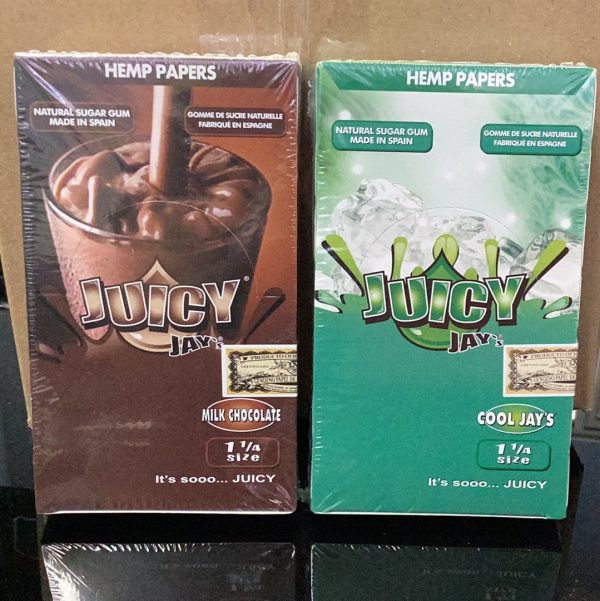 HEMP PAPERS
NATURAL SUGAR GUM
MADE IN SPAIN
GOMME DE SUCRE NATURELLE
FABRIQUÉ EN ESPAGNE
JUICY®
JAY's
MILK CHOCOLATE
1 1/4
size
It's sooo... JUICY
HEMP PAPERS
NATURAL SUGAR GUM
MADE IN SPAIN
GOMME DE SUCRE NATURELLE
FABRIQUÉ EN ESPAGNE
JUICY
JAY's
COOL JAY'S
1 1/4
size
It's sooo... JUICY